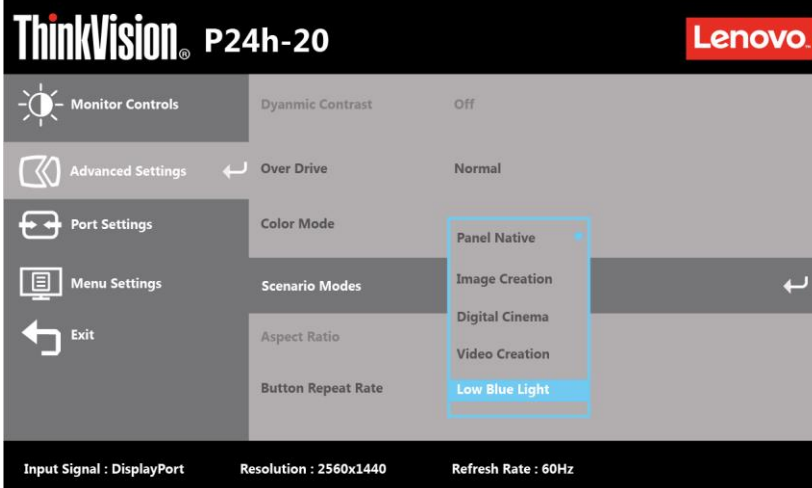 ThinkVision® P24h-20
Lenovo.
Monitor Controls
Dyanmic Contrast Off
Advanced Settings
Over Drive Normal
Port Settings
Color Mode
Panel Native
Menu Settings
Scenario Modes
Image Creation
Digital Cinema
Exit
Aspect Ratio
Video Creation
Button Repeat Rate
Low Blue Light
Input Signal : DisplayPort Resolution : 2560x1440 Refresh Rate : 60Hz